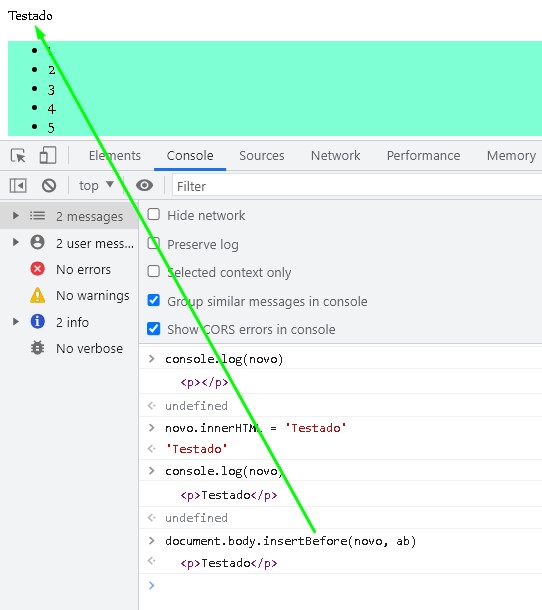 Testado
1
2
3
4
5
Elements Console Sources Network Performance Memory
top Filter
2 messages
2 user mess...
No errors
No warnings
2 info
No verbose
Hide network
Preserve log
Selected context only
Group similar messages in console
Show CORS errors in console
console.log(novo)
<p></p>
undefined
novo.innerHTML = 'Testado'
'Testado'
console.log(novo)
<p>Testado</p>
undefined
document.body.insertBefore(novo, ab)
<p>Testado</p>